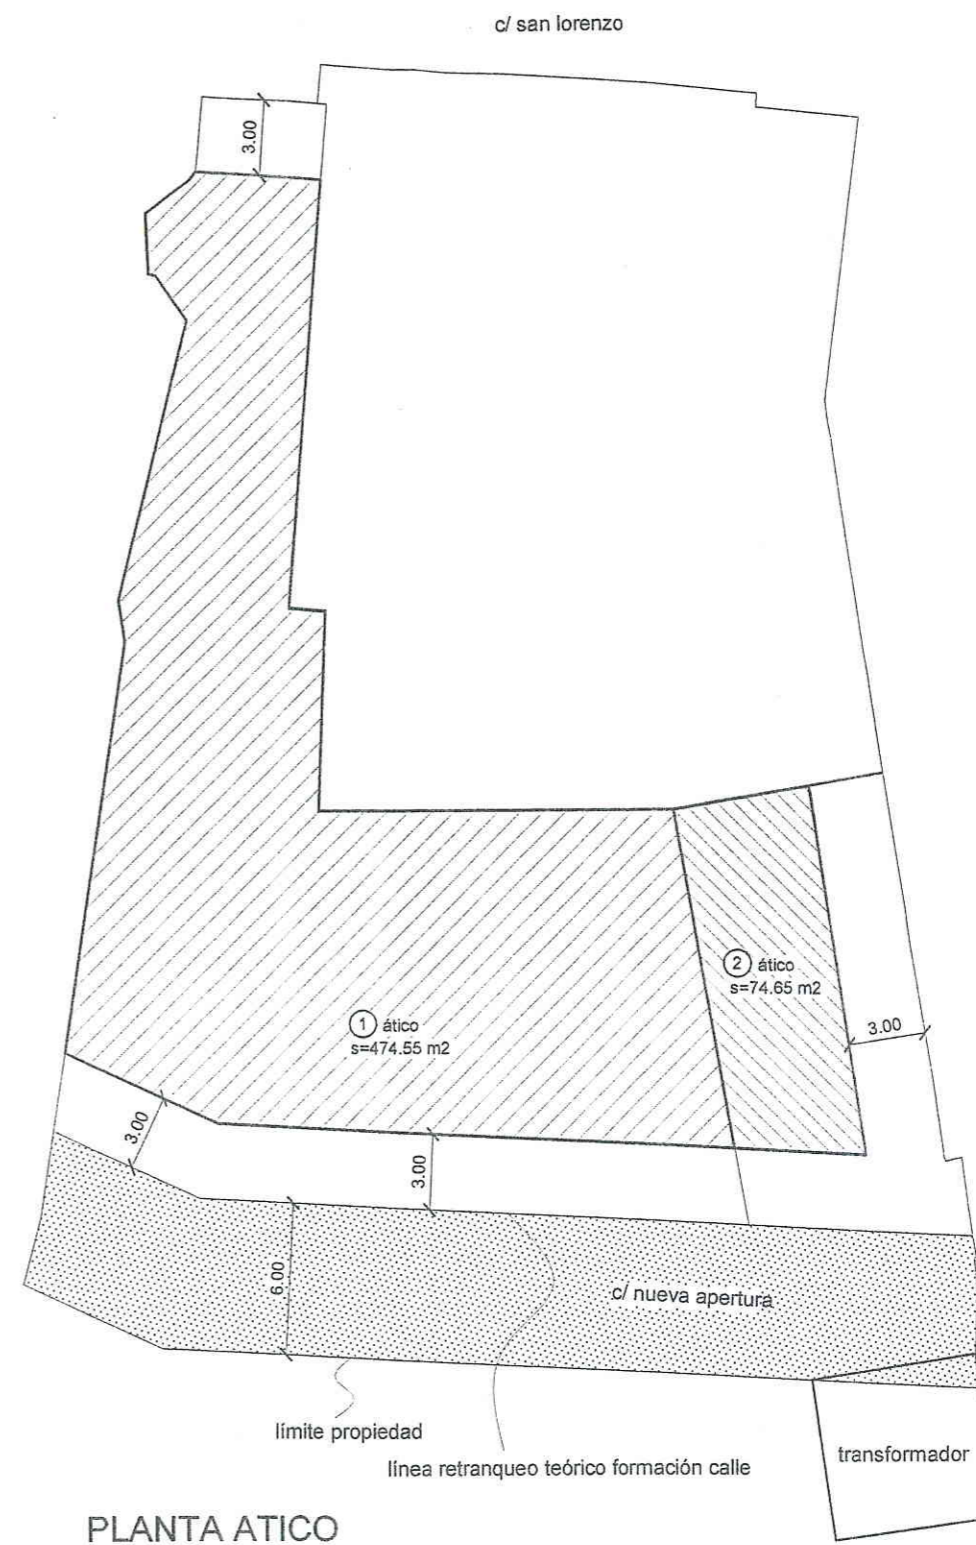 c/ san lorenzo
3.00
2 ático
s=74.65 m2
1 ático
s=474.55 m2
3.00
3.00
3.00
6.00
c/ nueva apertura
límite propiedad
línea retranqueo teórico formación calle
transformador
PLANTA ATICO